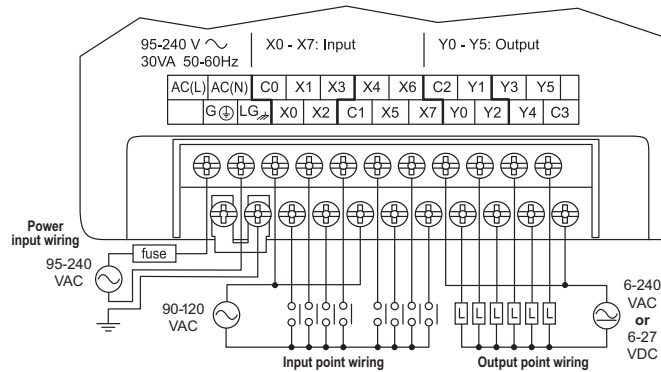 95-240 V
30VA 50-60Hz
X0 - X7: Input
Y0 - Y5: Output
AC(L) AC(N) C0 X1 X3 X4 X6 C2 Y1 Y3 Y5
G LG X0 X2 C1 X5 X7 Y0 Y2 Y4 C3
Power
input wiring
fuse
95-240
VAC
90-120
VAC
L L L L L L
6-240
VAC
or
6-27
VDC
Input point wiring
Output point wiring